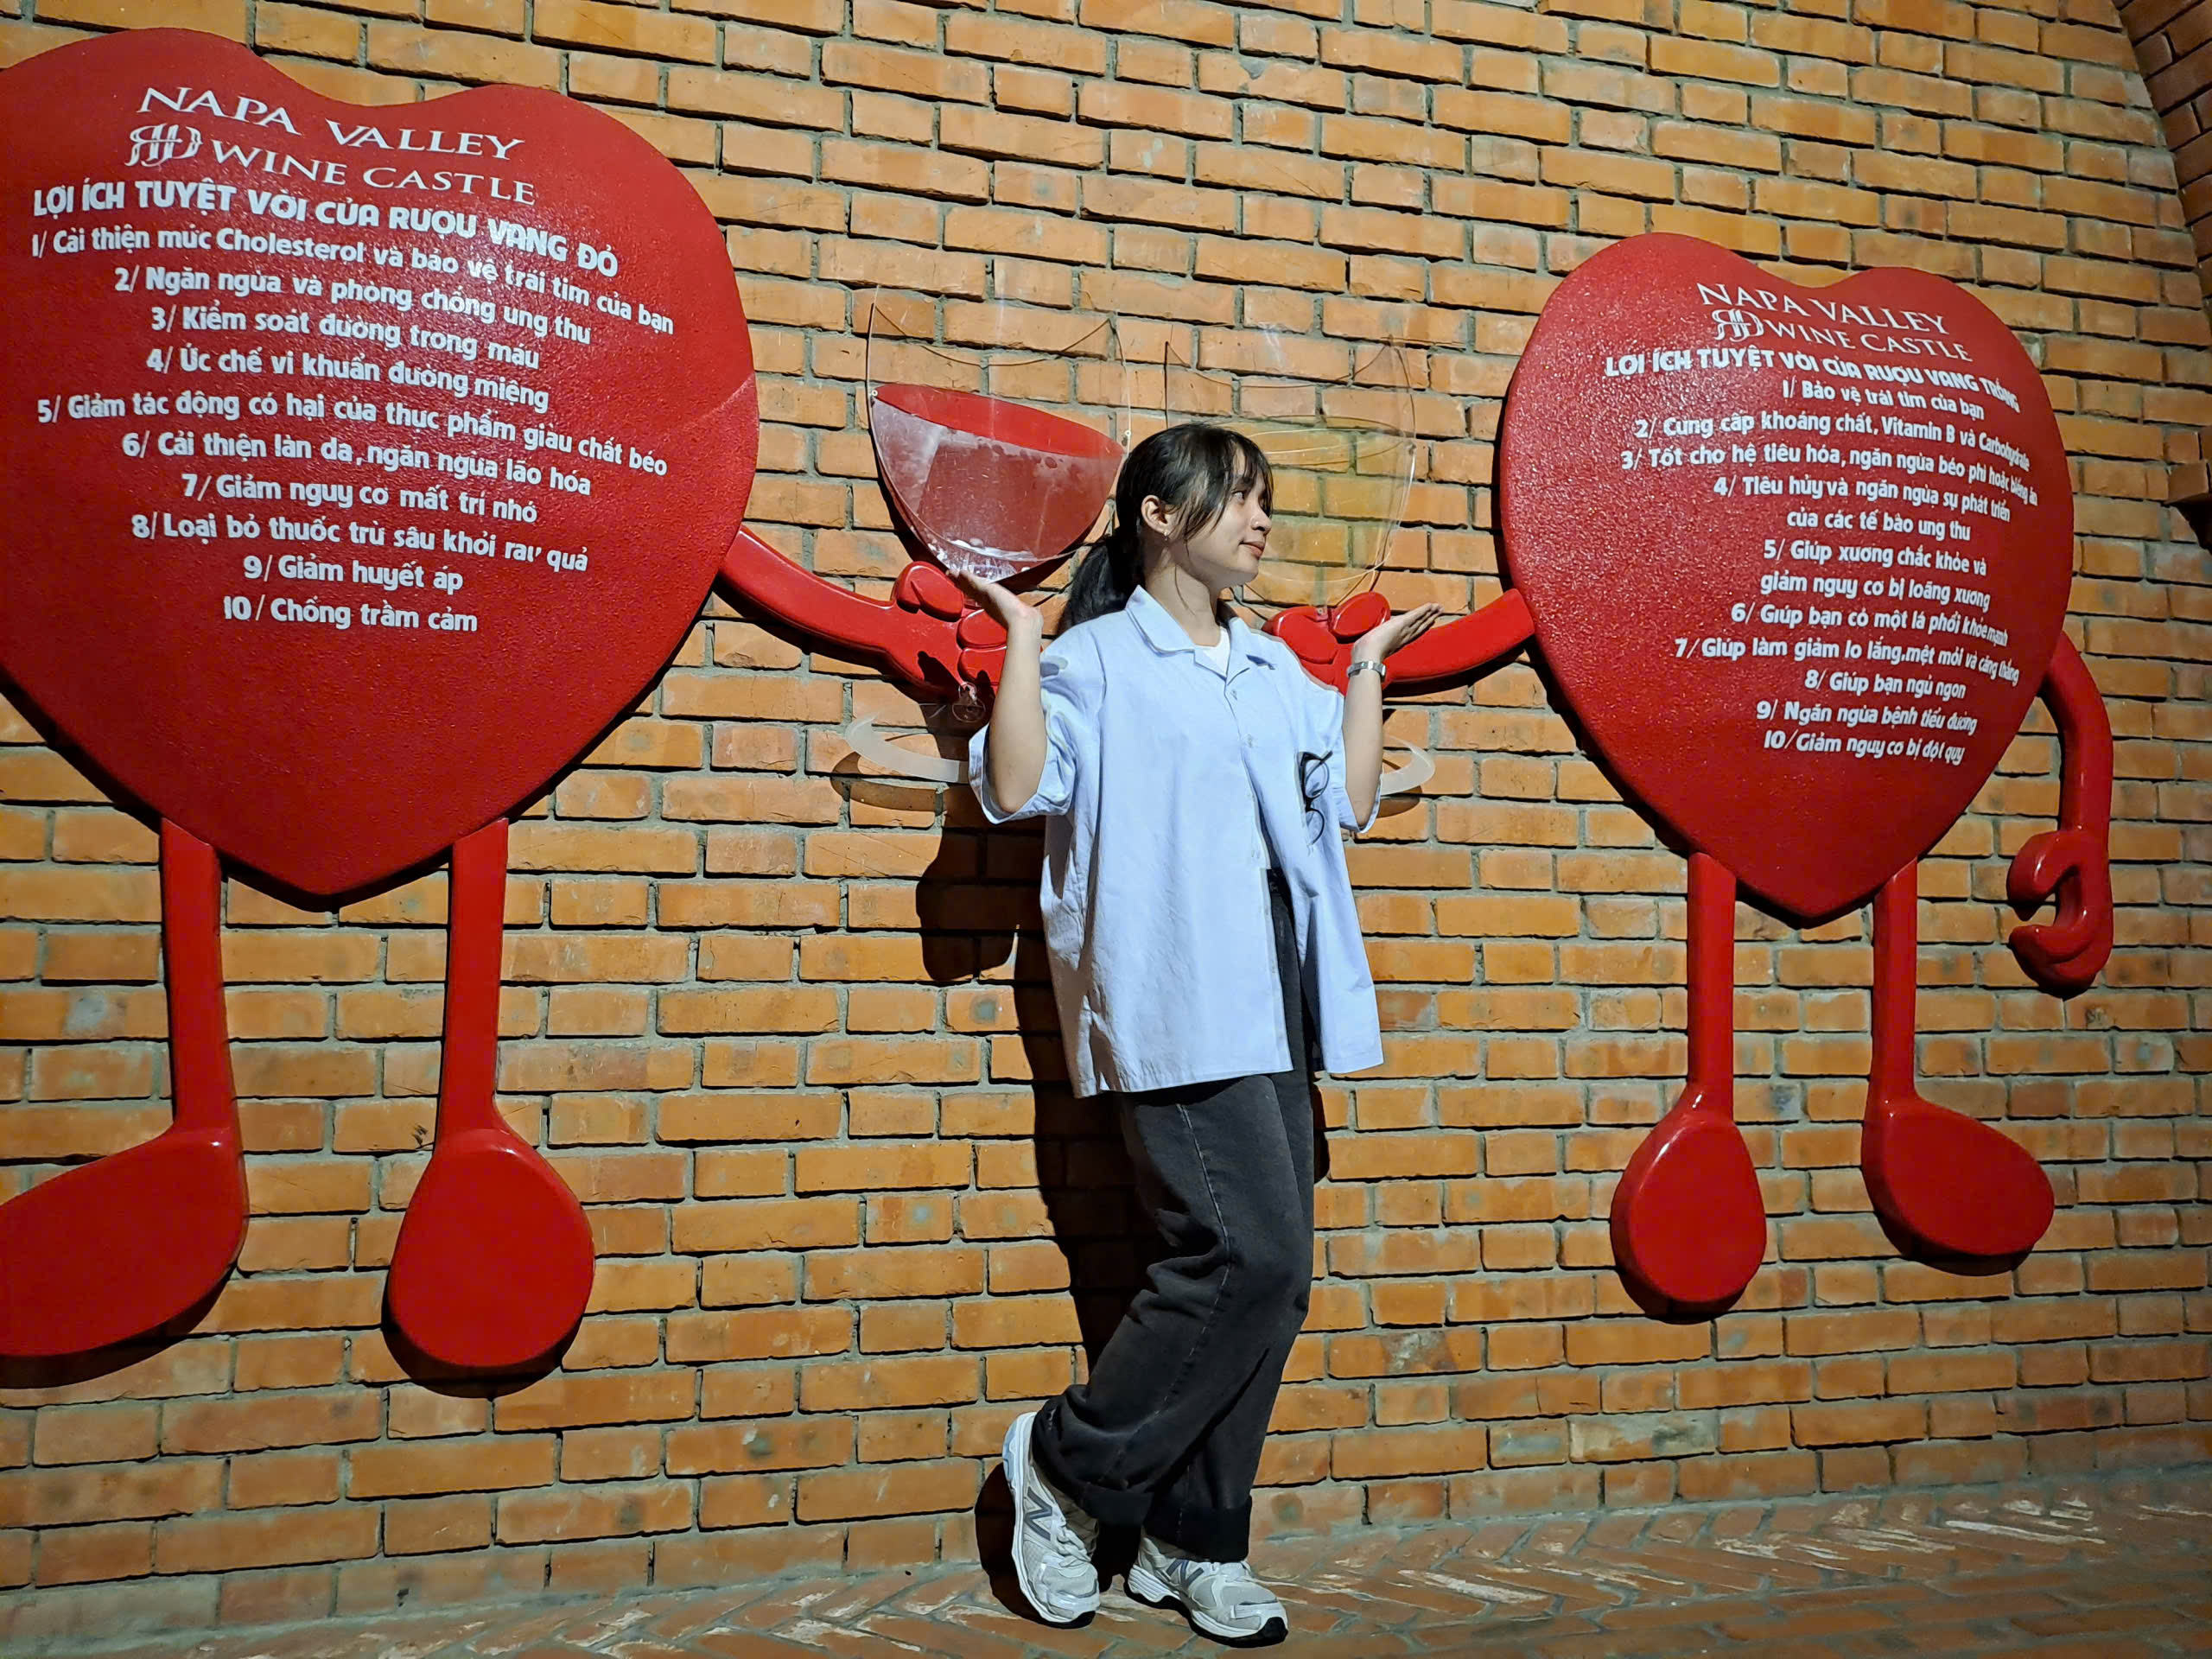 NAPA VALLEY
RD WINE CASTLE
LỢI ÍCH TUYỆT VỜI CỦA RƯỢU VANG ĐỎ
1/ Cải thiện mức Cholesterol và bảo vệ trái tim của bạn
2/ Ngăn ngừa và phòng chống ung thư
3/ Kiểm soát đường trong máu
4/ Ức chế vi khuẩn đường miệng
5/ Giảm tác động có hại của thực phẩm giàu chất béo
6/ Cải thiện làn da, ngăn ngừa lão hóa
7/ Giảm nguy cơ mất trí nhớ
8/ Loại bỏ thuốc trừ sâu khỏi rau quả
9/ Giảm huyết áp
10/ Chống trầm cảm
NAPA VALLEY
RD WINE CASTLE
LỢI ÍCH TUYỆT VỜI CỦA RƯỢU VANG TRẮNG
1/ Bảo vệ trái tim của bạn
2/ Cung cấp khoáng chất, Vitamin B và Carbohydrate
3/ Tốt cho hệ tiêu hóa, ngăn ngừa béo phì hoặc biếng ăn
4/ Tiêu hủy và ngăn ngừa sự phát triển
của các tế bào ung thư
5/ Giúp xương chắc khỏe và
giảm nguy cơ bị loãng xương
6/ Giúp bạn có một lá phổi khỏe mạnh
7/ Giúp làm giảm lo lắng, mệt mỏi và căng thẳng
8/ Giúp bạn ngủ ngon
9/ Ngăn ngừa bệnh tiểu đường
10/ Giảm nguy cơ bị đột quỵ